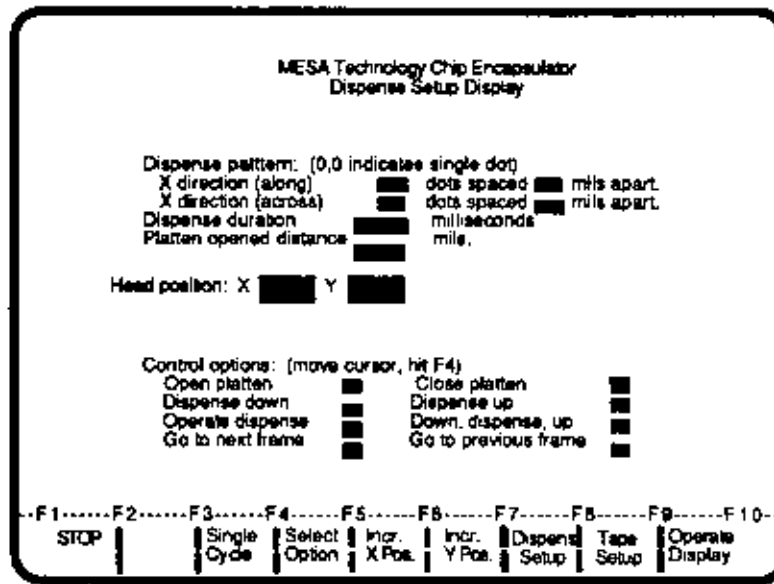 MESA Technology Chip Encapsulator
Dispense Setup Display
Dispense pattern: (0,0 indicates single dot)
X direction (along) dots spaced mils apart.
X direction (across) dots spaced mils apart.
Dispense duration milliseconds
Platten opened distance mils.
Head position: X Y
Control options: (move cursor, hit F4)
Open platten Close platten
Dispense down Dispense up
Operate dispense Down, dispense, up
Go to next frame Go to previous frame
--F1------F2------F3------F4------F5------F6------F7------F8------F9------F10--
STOP Single Select Incr. Incr. Dispens Tape Operate
Cycle Option X Pos. Y Pos. Setup Setup Display